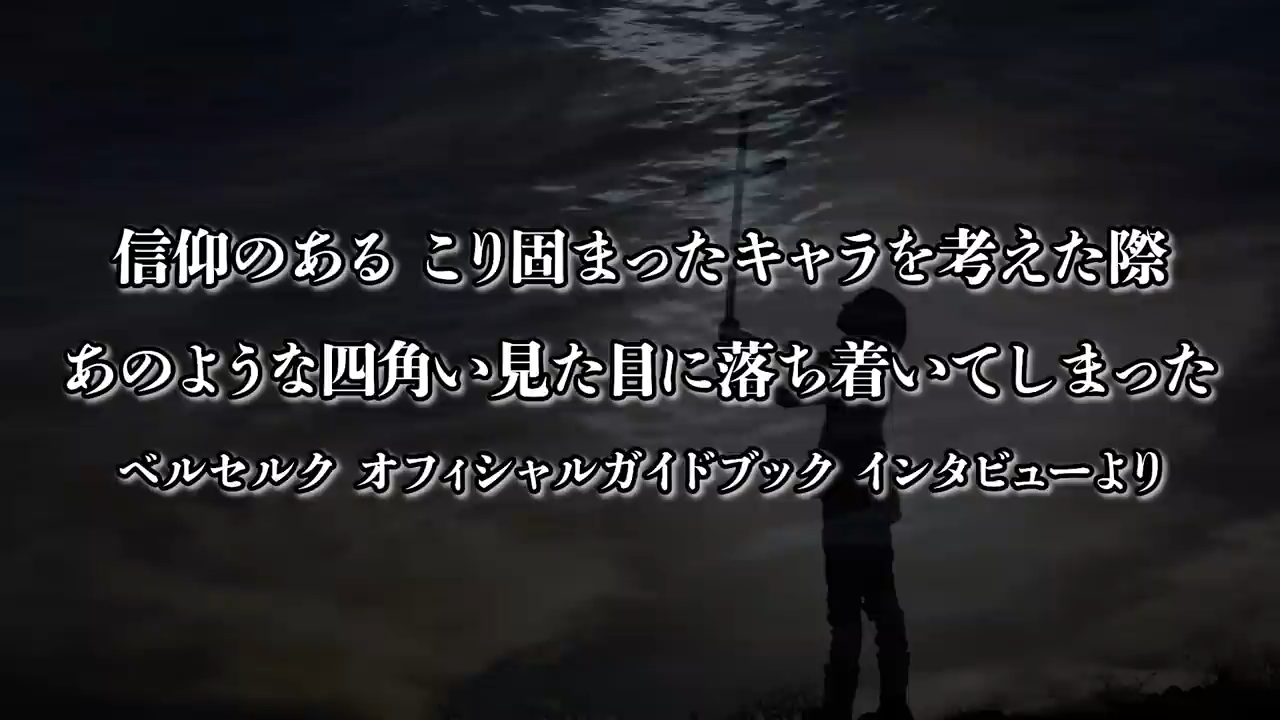 信仰のある こり固まったキャラを考えた際
あのような四角い見た目に落ち着いてしまった
ベルセルク オフィシャルガイドブック インタビューより